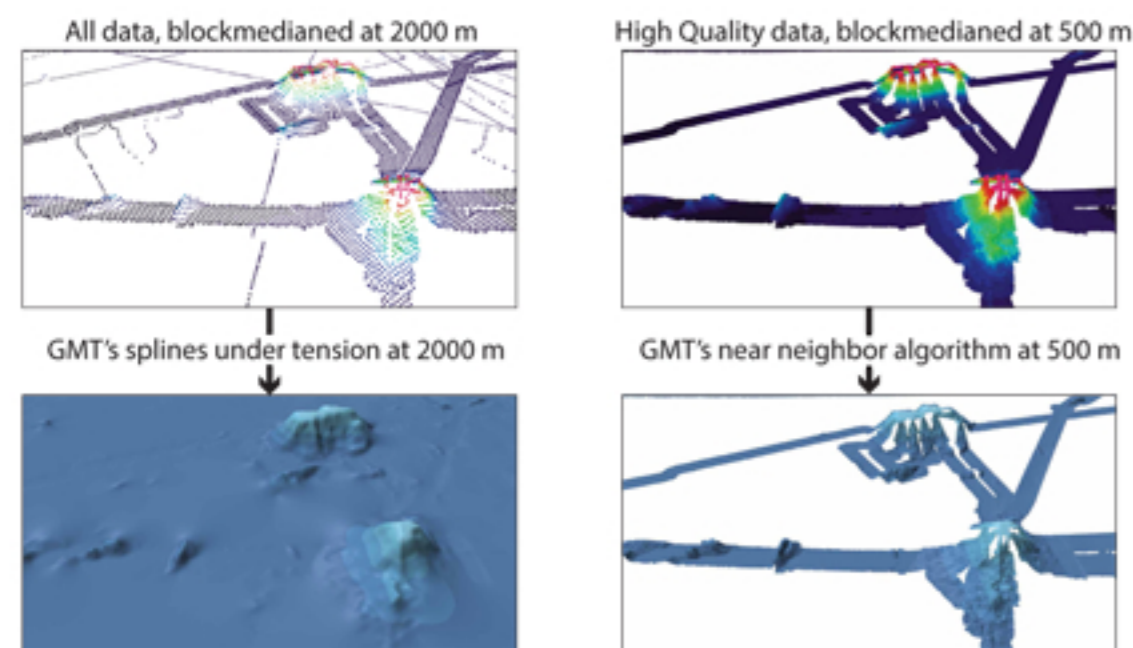 All data, blockmedianed at 2000 m
High Quality data, blockmedianed at 500 m
GMT's splines under tension at 2000 m
GMT's near neighbor algorithm at 500 m